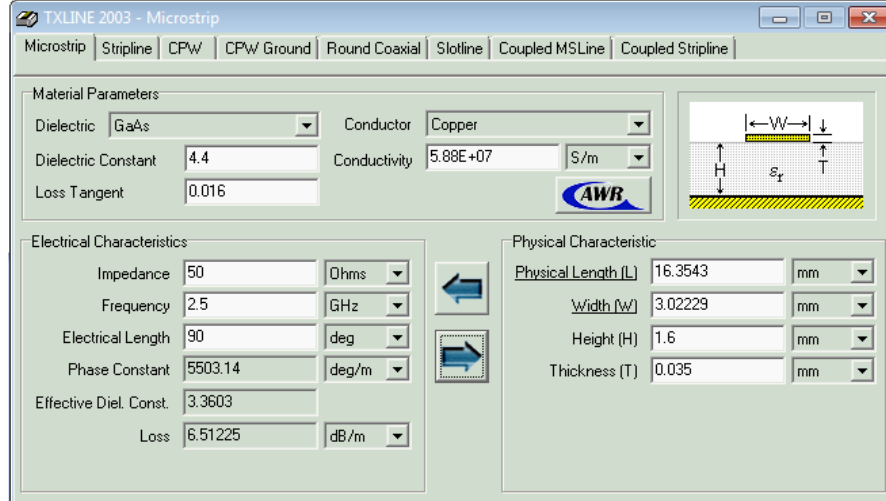 TXLINE 2003 - Microstrip
Microstrip Stripline CPW CPW Ground Round Coaxial Slotline Coupled MSLine Coupled Stripline
Material Parameters
Dielectric GaAs Conductor Copper
Dielectric Constant 4.4 Conductivity 5.88E+07 S/m
Loss Tangent 0.016 AWR
W
H
T
εr
Electrical Characteristics
Impedance 50 Ohms
Frequency 2.5 GHz
Electrical Length 90 deg
Phase Constant 5503.14 deg/m
Effective Diel. Const. 3.3603
Loss 6.51225 dB/m
Physical Characteristic
Physical Length (L) 16.3543 mm
Width (W) 3.02229 mm
Height (H) 1.6 mm
Thickness (T) 0.035 mm